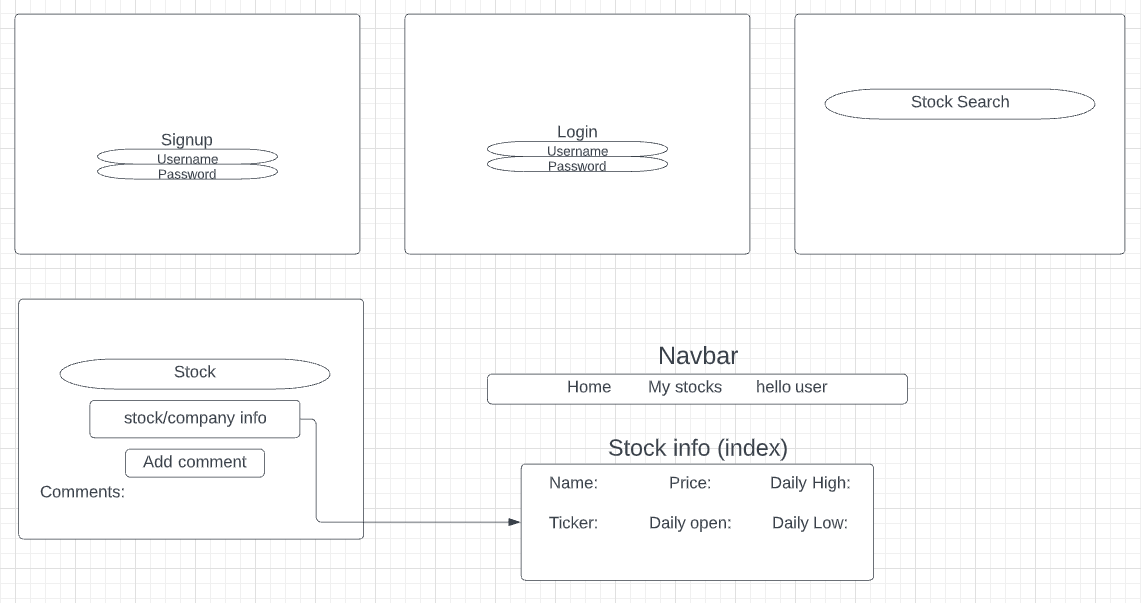 Signup
Username
Password
Login
Username
Password
Stock Search
Stock
stock/company info
Add comment
Comments:
Navbar
Home My stocks hello user
Stock info (index)
Name: Price: Daily High:
Ticker: Daily open: Daily Low: